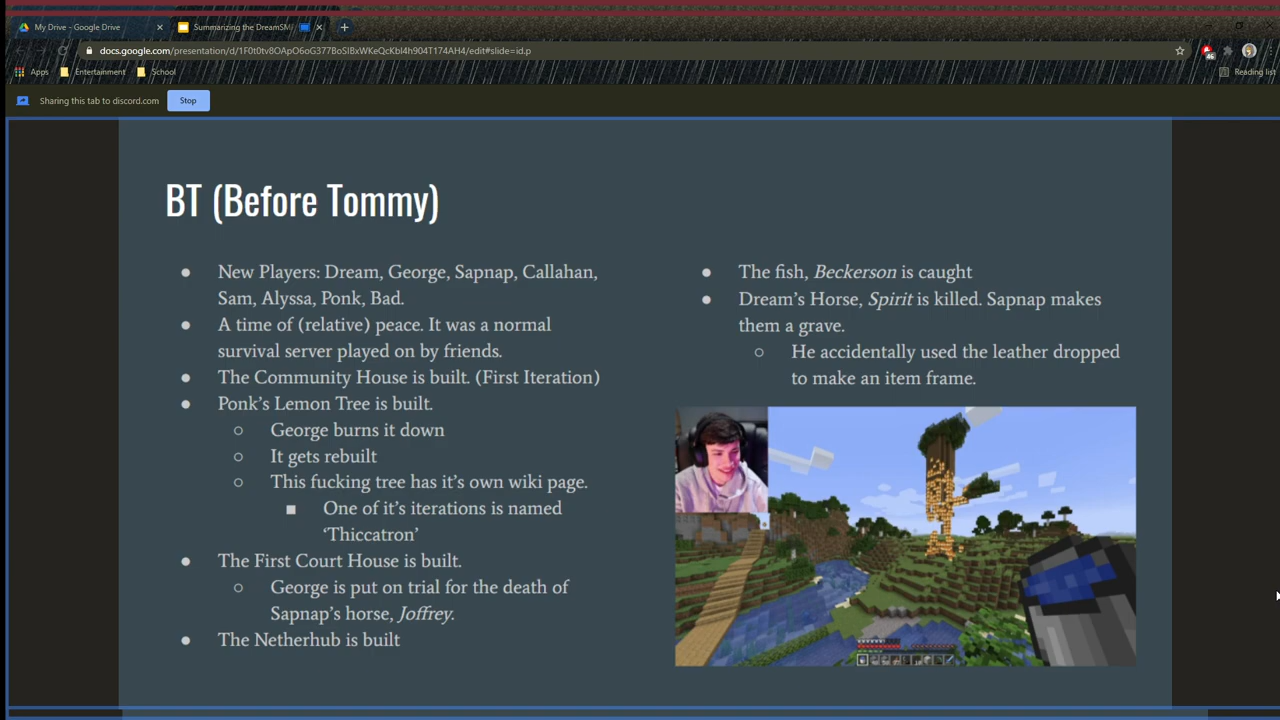 My Drive - Google Drive
Summarizing the DreamSM
docs.google.com/presentation/d/1F0t0tv8OApO6oG377BoSlBxWKeQcKbl4h904T174AH4/edit#slide=id.p
46
Apps
Entertainment
School
Reading list
Sharing this tab to discord.com
Stop
BT (Before Tommy)
● New Players: Dream, George, Sapnap, Callahan,
Sam, Alyssa, Ponk, Bad.
● A time of (relative) peace. It was a normal
survival server played on by friends.
● The Community House is built. (First Iteration)
● Ponk’s Lemon Tree is built.
○ George burns it down
○ It gets rebuilt
○ This fucking tree has it’s own wiki page.
■ One of it’s iterations is named
‘Thiccatron’
● The First Court House is built.
○ George is put on trial for the death of
Sapnap’s horse, Joffrey.
● The Netherhub is built
● The fish, Beckerson is caught
● Dream’s Horse, Spirit is killed. Sapnap makes
them a grave.
○ He accidentally used the leather dropped
to make an item frame.